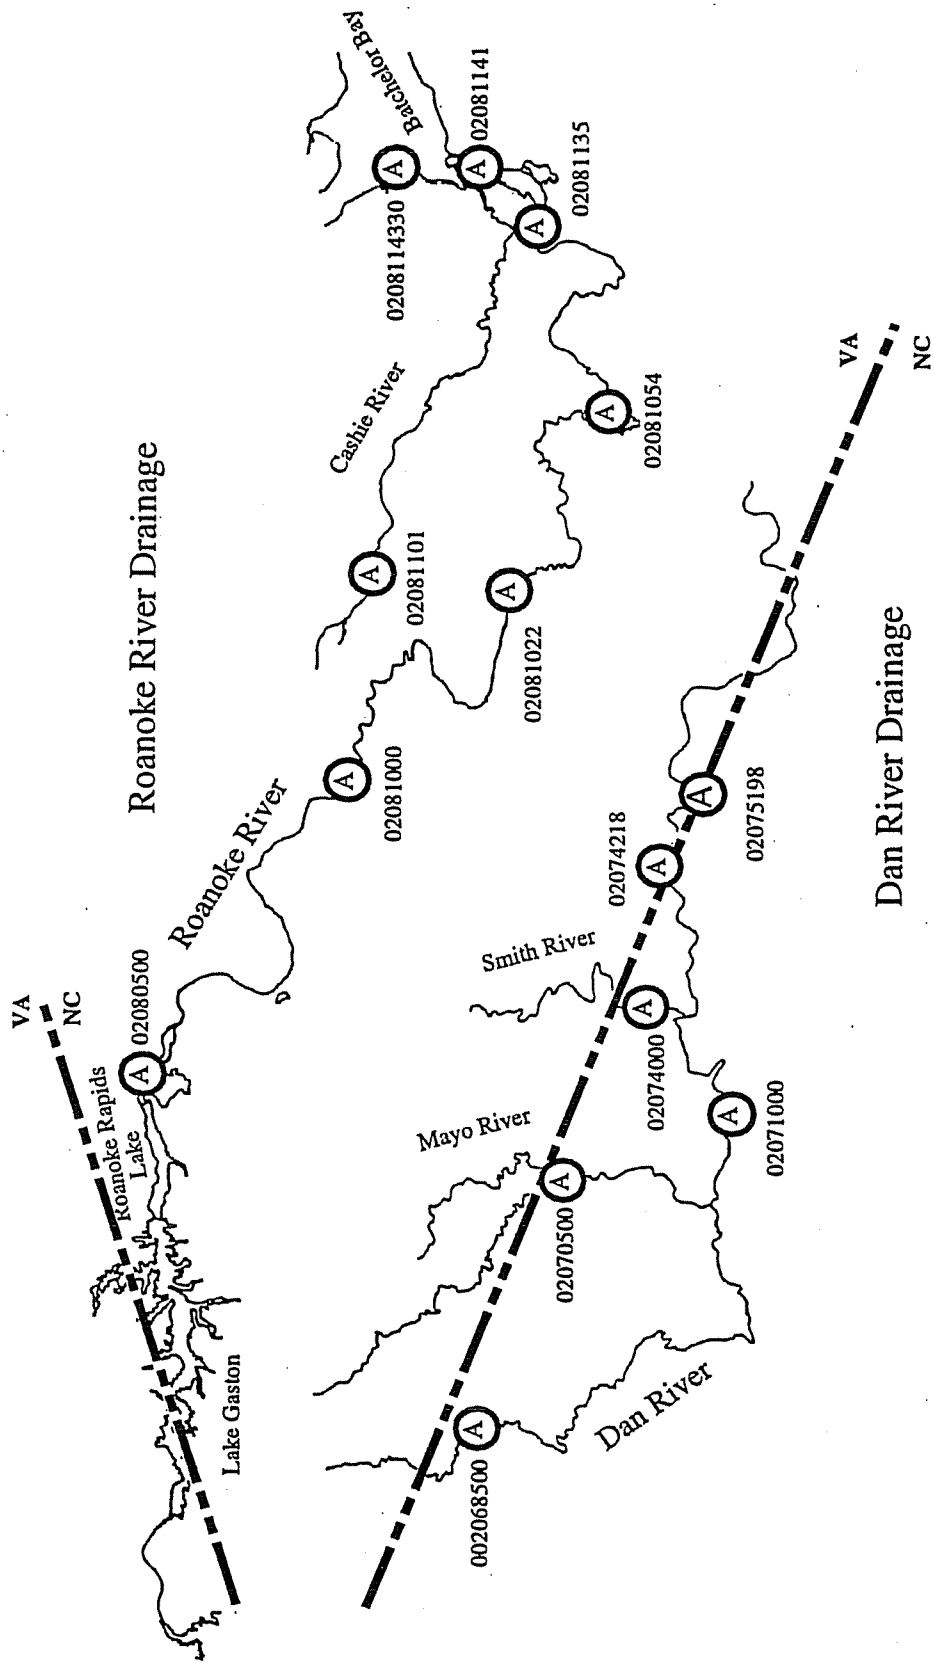 Roanoke River Drainage
VA
NC
Roanoke Rapids
Lake
02080500
Lake Gaston
Roanoke River
02081000
02081101
Cashie River
02081022
02081054
0208114330
Batchelor Bay
02081141
02081135
VA
NC
Mayo River
Smith River
002068500
Dan River
02070500
02071000
02074000
02074218
02075198
Dan River Drainage
A
A
A
A
A
A
A
A
A
A
A
A
A
A